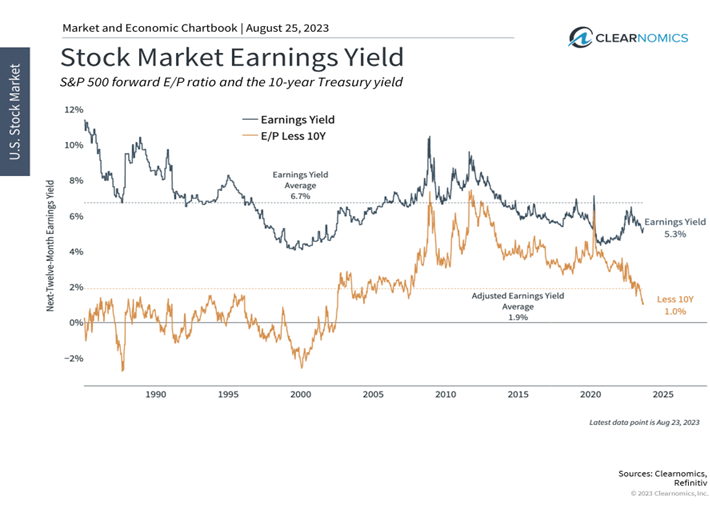 Market and Economic Chartbook | August 25, 2023
CLEARNOMICS
U.S. Stock Market
Stock Market Earnings Yield
S&P 500 forward E/P ratio and the 10-year Treasury yield
Next-Twelve-Month Earnings Yield
12%
10%
8%
6%
4%
2%
0%
−2%
Earnings Yield
E/P Less 10Y
Earnings Yield
Average
6.7%
Earnings Yield
5.3%
Adjusted Earnings Yield
Average
1.9%
Less 10Y
1.0%
1990 1995 2000 2005 2010 2015 2020 2025
Latest data point is Aug 23, 2023
Sources: Clearnomics,
Refinitiv
© 2023 Clearnomics, Inc.